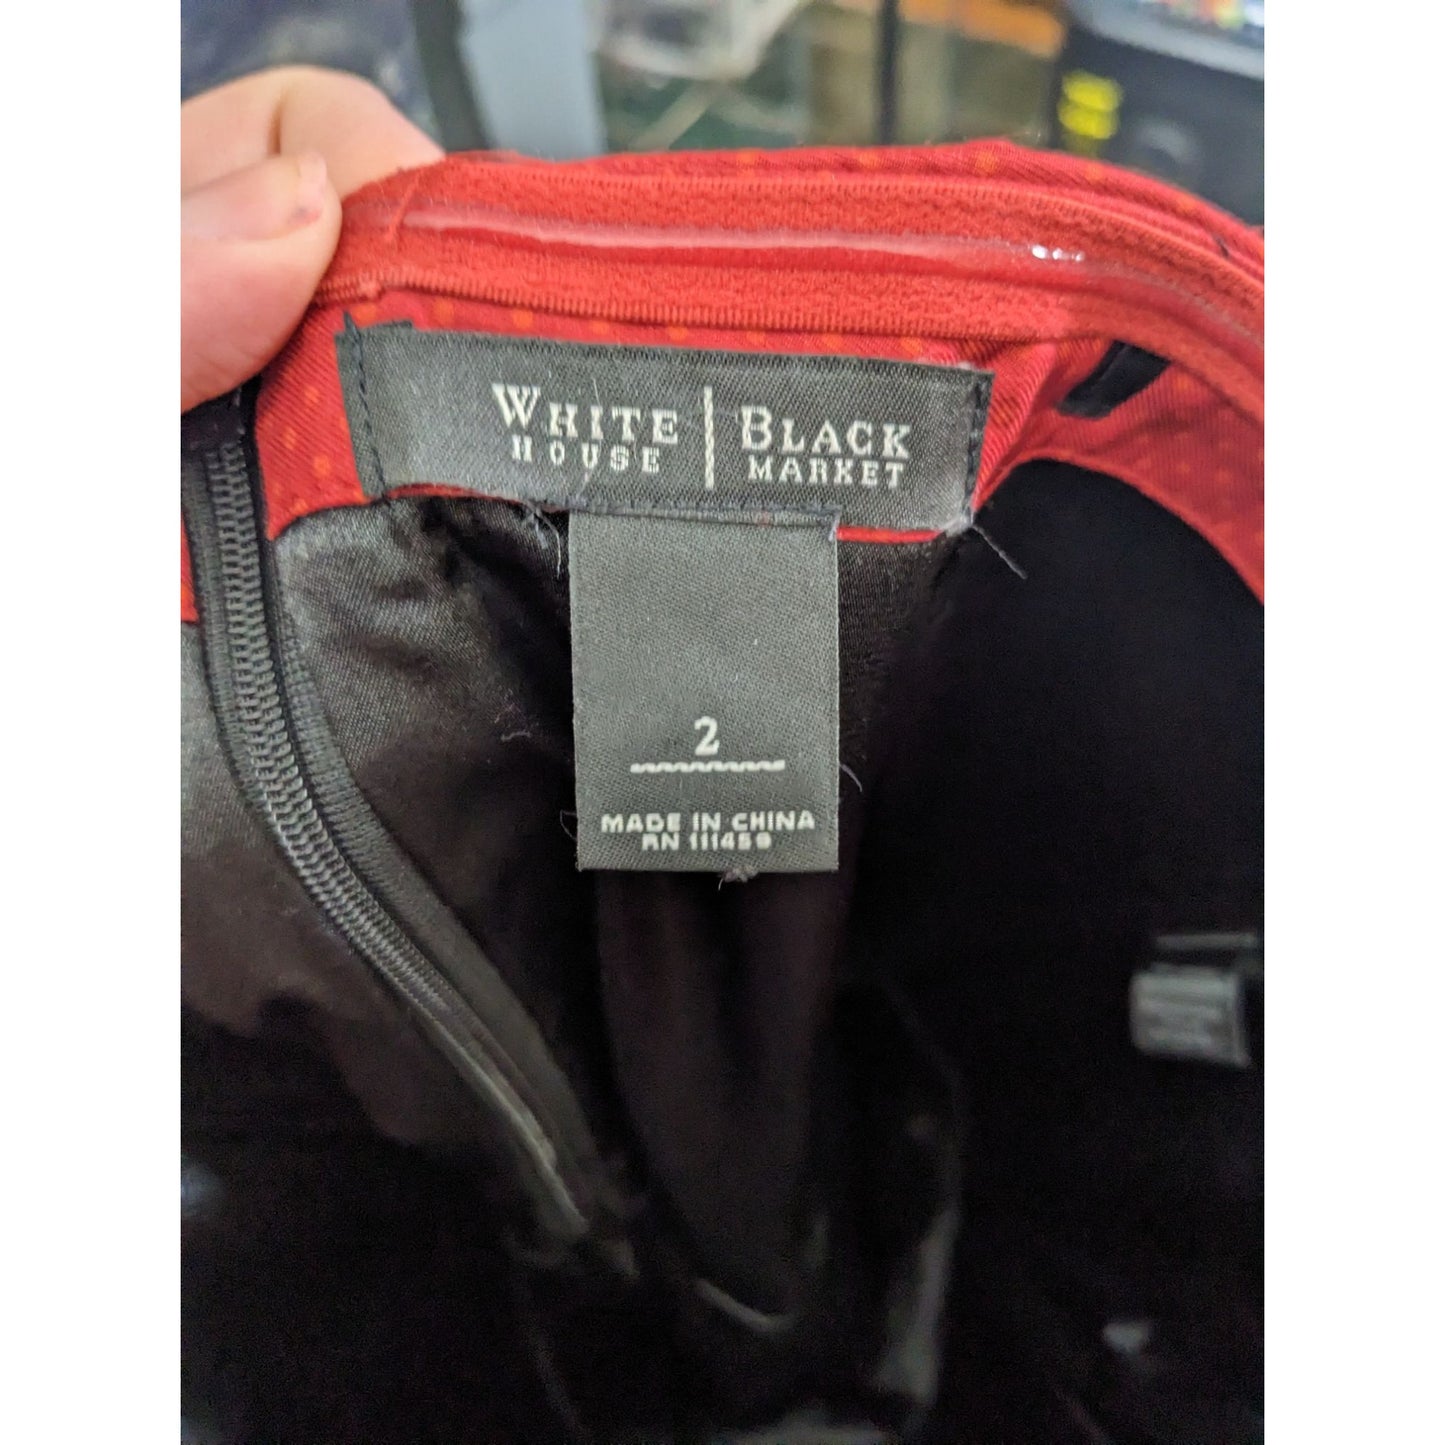 WHITE | BLACK
HOUSE | MARKET
2
MADE IN CHINA
RN 111459